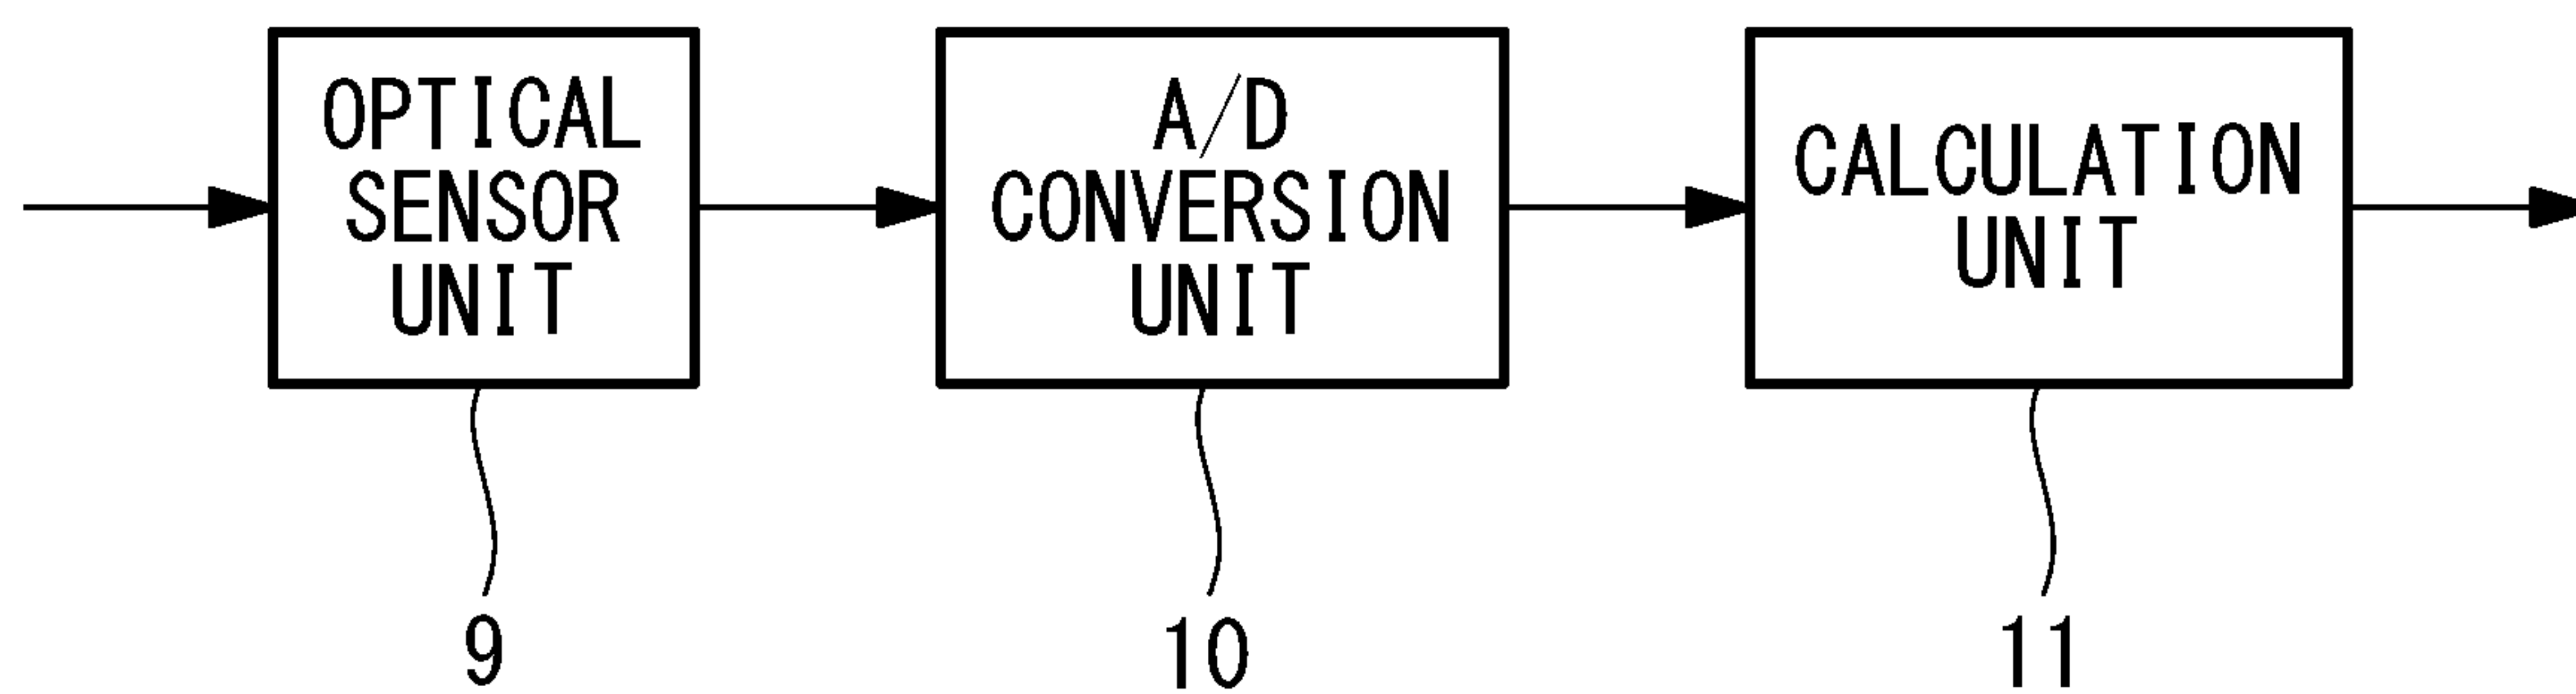 OPTICAL
SENSOR
UNIT
A/D
CONVERSION
UNIT
CALCULATION
UNIT
9
10
11